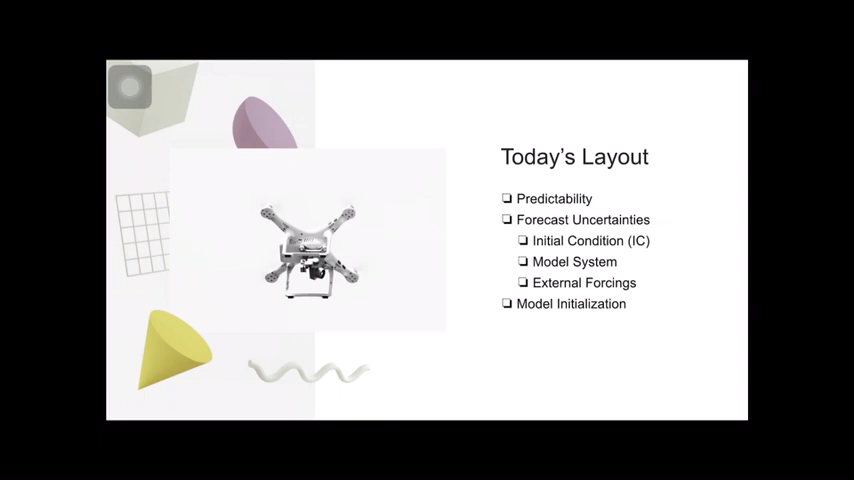 Today's Layout
❏ Predictability
❏ Forecast Uncertainties
❏ Initial Condition (IC)
❏ Model System
❏ External Forcings
❏ Model Initialization